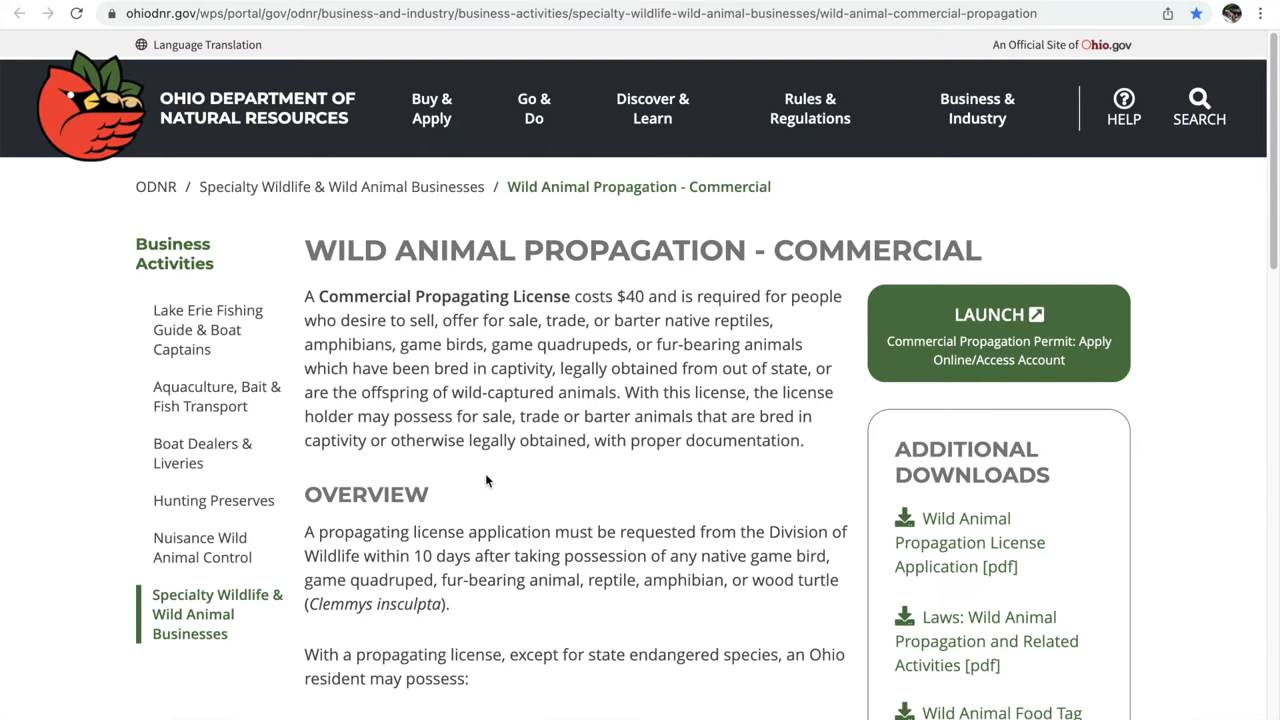 ohiodnr.gov/wps/portal/gov/odnr/business-and-industry/business-activities/specialty-wildlife-wild-animal-businesses/wild-animal-commercial-propagation
Language Translation
An Official Site of Ohio.gov
OHIO DEPARTMENT OF
NATURAL RESOURCES
Buy &
Apply
Go &
Do
Discover &
Learn
Rules &
Regulations
Business &
Industry
HELP
SEARCH
ODNR / Specialty Wildlife & Wild Animal Businesses / Wild Animal Propagation - Commercial
Business
Activities
Lake Erie Fishing
Guide & Boat
Captains
Aquaculture, Bait &
Fish Transport
Boat Dealers &
Liveries
Hunting Preserves
Nuisance Wild
Animal Control
Specialty Wildlife &
Wild Animal
Businesses
WILD ANIMAL PROPAGATION - COMMERCIAL
A Commercial Propagating License costs $40 and is required for people
who desire to sell, offer for sale, trade, or barter native reptiles,
amphibians, game birds, game quadrupeds, or fur-bearing animals
which have been bred in captivity, legally obtained from out of state, or
are the offspring of wild-captured animals. With this license, the license
holder may possess for sale, trade or barter animals that are bred in
captivity or otherwise legally obtained, with proper documentation.
OVERVIEW
A propagating license application must be requested from the Division of
Wildlife within 10 days after taking possession of any native game bird,
game quadruped, fur-bearing animal, reptile, amphibian, or wood turtle
(Clemmys insculpta).
With a propagating license, except for state endangered species, an Ohio
resident may possess:
LAUNCH
Commercial Propagation Permit: Apply
Online/Access Account
ADDITIONAL
DOWNLOADS
Wild Animal
Propagation License
Application [pdf]
Laws: Wild Animal
Propagation and Related
Activities [pdf]
Wild Animal Food Tag